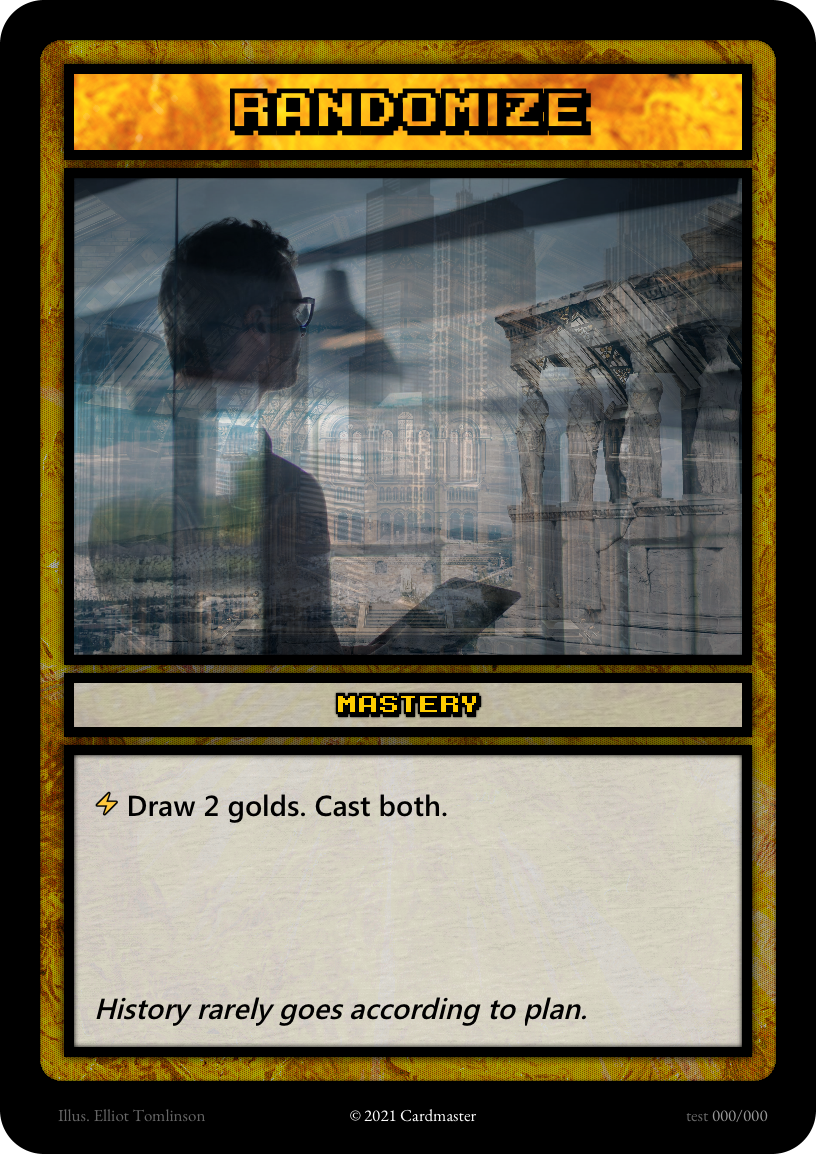 RANDOMIZE
MASTERY
Draw 2 golds. Cast both.
History rarely goes according to plan.
Illus. Elliot Tomlinson
© 2021 Cardmaster
test 000/000